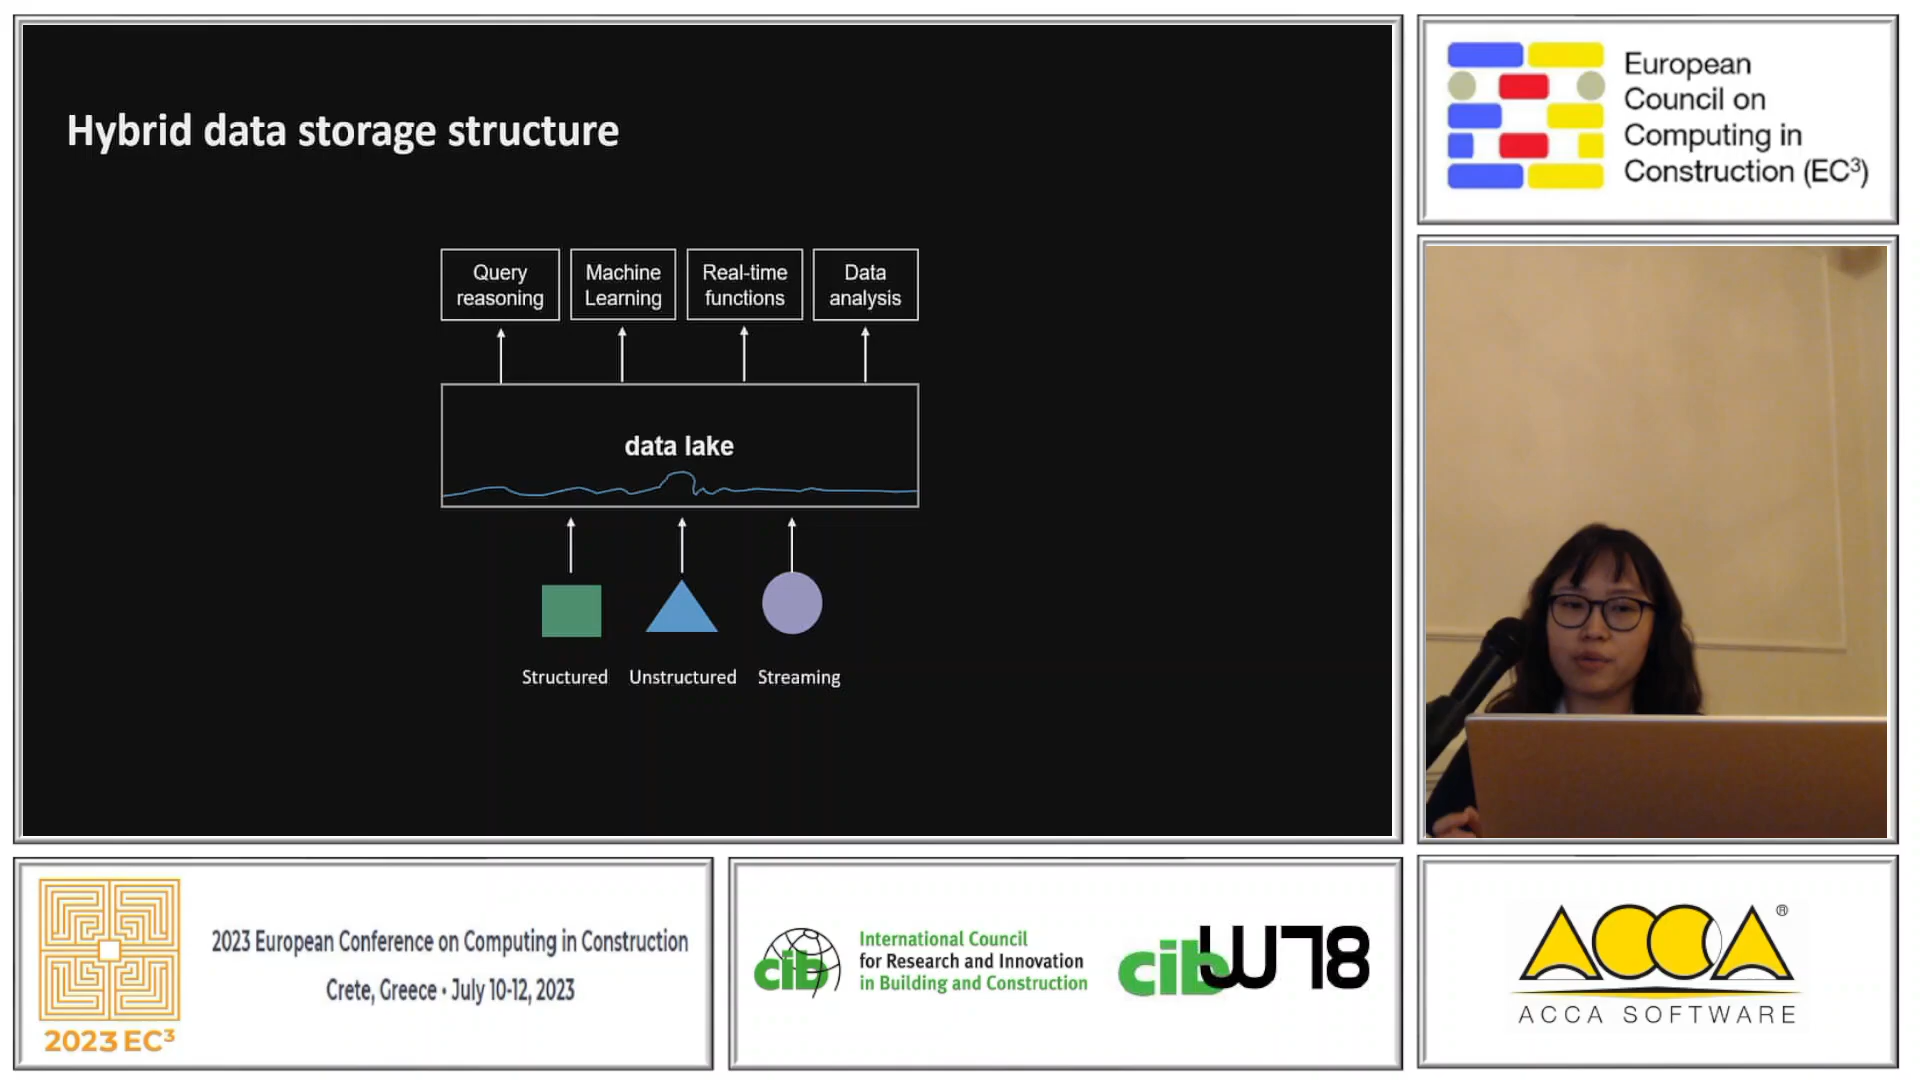 Hybrid data storage structure
Query
reasoning
Machine
Learning
Real-time
functions
Data
analysis
data lake
Structured
Unstructured
Streaming
European
Council on
Computing in
Construction (EC³)
2023 EC³
2023 European Conference on Computing in Construction
Crete, Greece • July 10-12, 2023
cib
International Council
for Research and Innovation
in Building and Construction
cib W78
ACCA ®
ACCA SOFTWARE